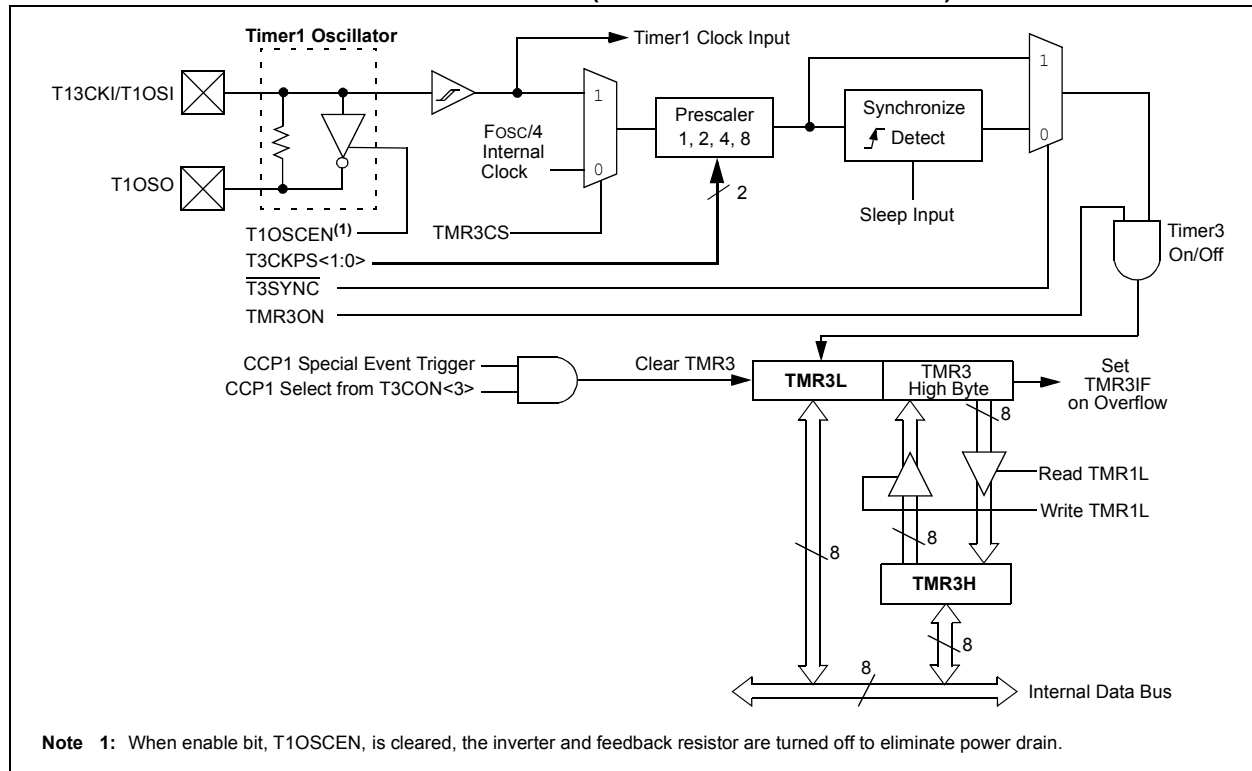 Timer1 Oscillator
Timer1 Clock Input
T13CKI/T1OSI
1
FOSC/4
Internal
Clock
0
Prescaler
1, 2, 4, 8
Synchronize
Detect
1
0
T1OSO
2
Sleep Input
T1OSCEN(1)
TMR3CS
Timer3
On/Off
T3CKPS<1:0>
T3SYNC
TMR3ON
CCP1 Special Event Trigger
CCP1 Select from T3CON<3>
Clear TMR3
TMR3L
TMR3
High Byte
Set
TMR3IF
on Overflow
8
Read TMR1L
Write TMR1L
8
8
TMR3H
8
8
Internal Data Bus
Note 1: When enable bit, T1OSCEN, is cleared, the inverter and feedback resistor are turned off to eliminate power drain.